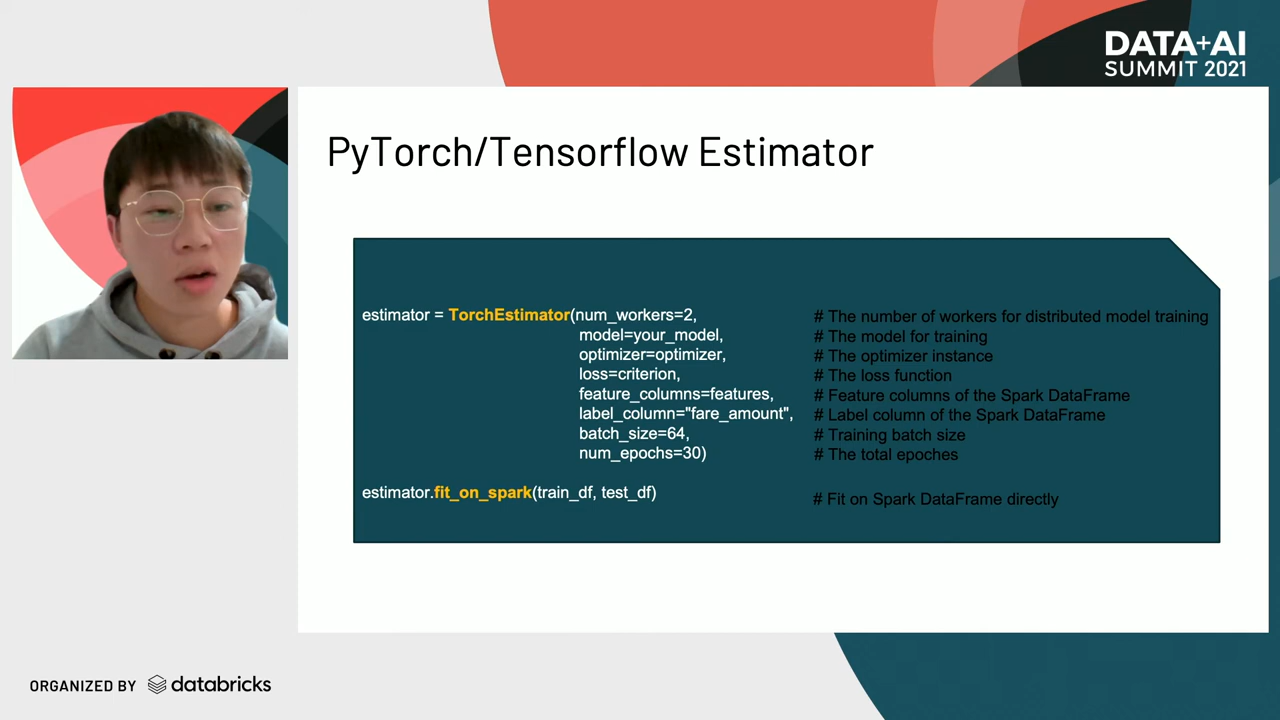 DATA+AI
SUMMIT 2021
PyTorch/Tensorflow Estimator
estimator = TorchEstimator(num_workers=2, # The number of workers for distributed model training
model=your_model, # The model for training
optimizer=optimizer, # The optimizer instance
loss=criterion, # The loss function
feature_columns=features, # Feature columns of the Spark DataFrame
label_column="fare_amount", # Label column of the Spark DataFrame
batch_size=64, # Training batch size
num_epochs=30) # The total epoches
estimator.fit_on_spark(train_df, test_df) # Fit on Spark DataFrame directly
ORGANIZED BY databricks